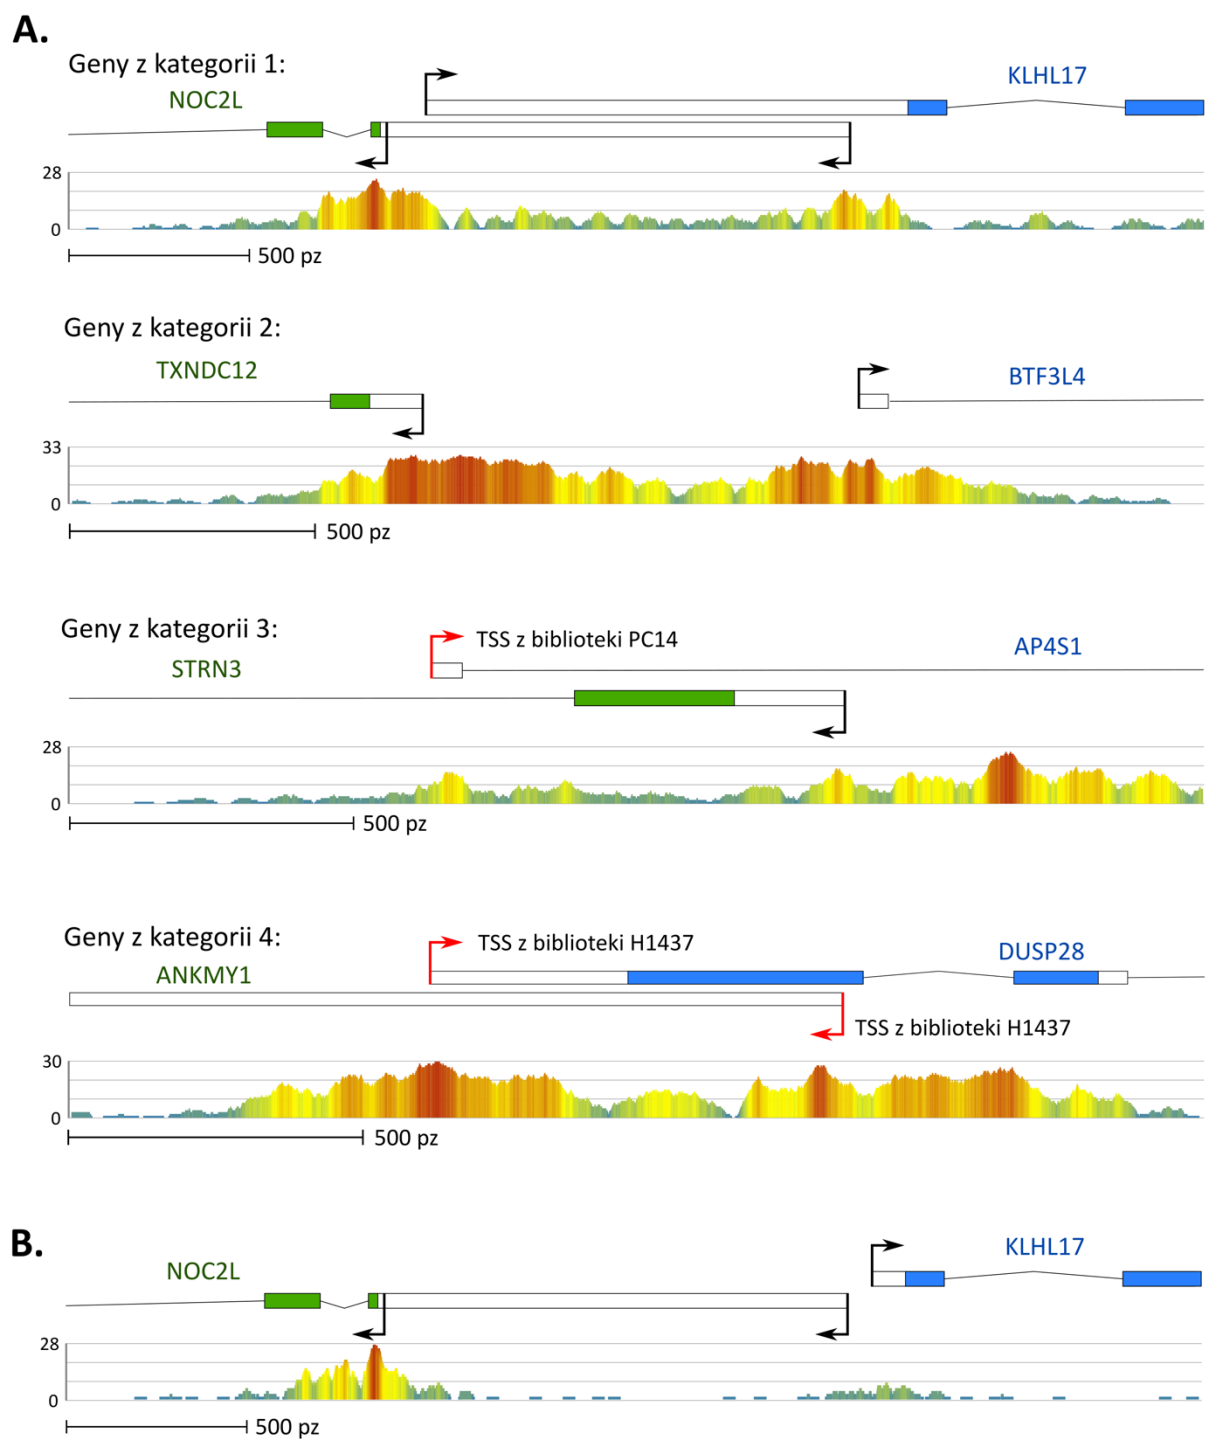 A.
Geny z kategorii 1:
NOC2L
KLHL17
28
0
500 pz
Geny z kategorii 2:
TXNDC12
BTF3L4
33
0
500 pz
Geny z kategorii 3:
TSS z biblioteki PC14
STRN3
AP4S1
28
0
500 pz
Geny z kategorii 4:
TSS z biblioteki H1437
ANKMY1
DUSP28
TSS z biblioteki H1437
30
0
500 pz
B.
KLHL17
NOC2L
28
0
500 pz